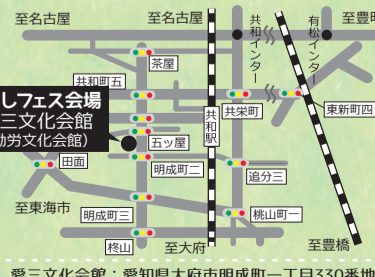 至名古屋
至名古屋
至豊
共和インター
有松インター
茶屋
共和町五
しフェス会場
三文化会館
労文化会館)
共和駅
共栄町
東新町四
五ツ屋
田面
明成町二
追分三
至東海市
明成町三
桃山町一
柊山
至大府
至豊橋
愛三文化会館:愛知県大府市明成町一丁目330番地